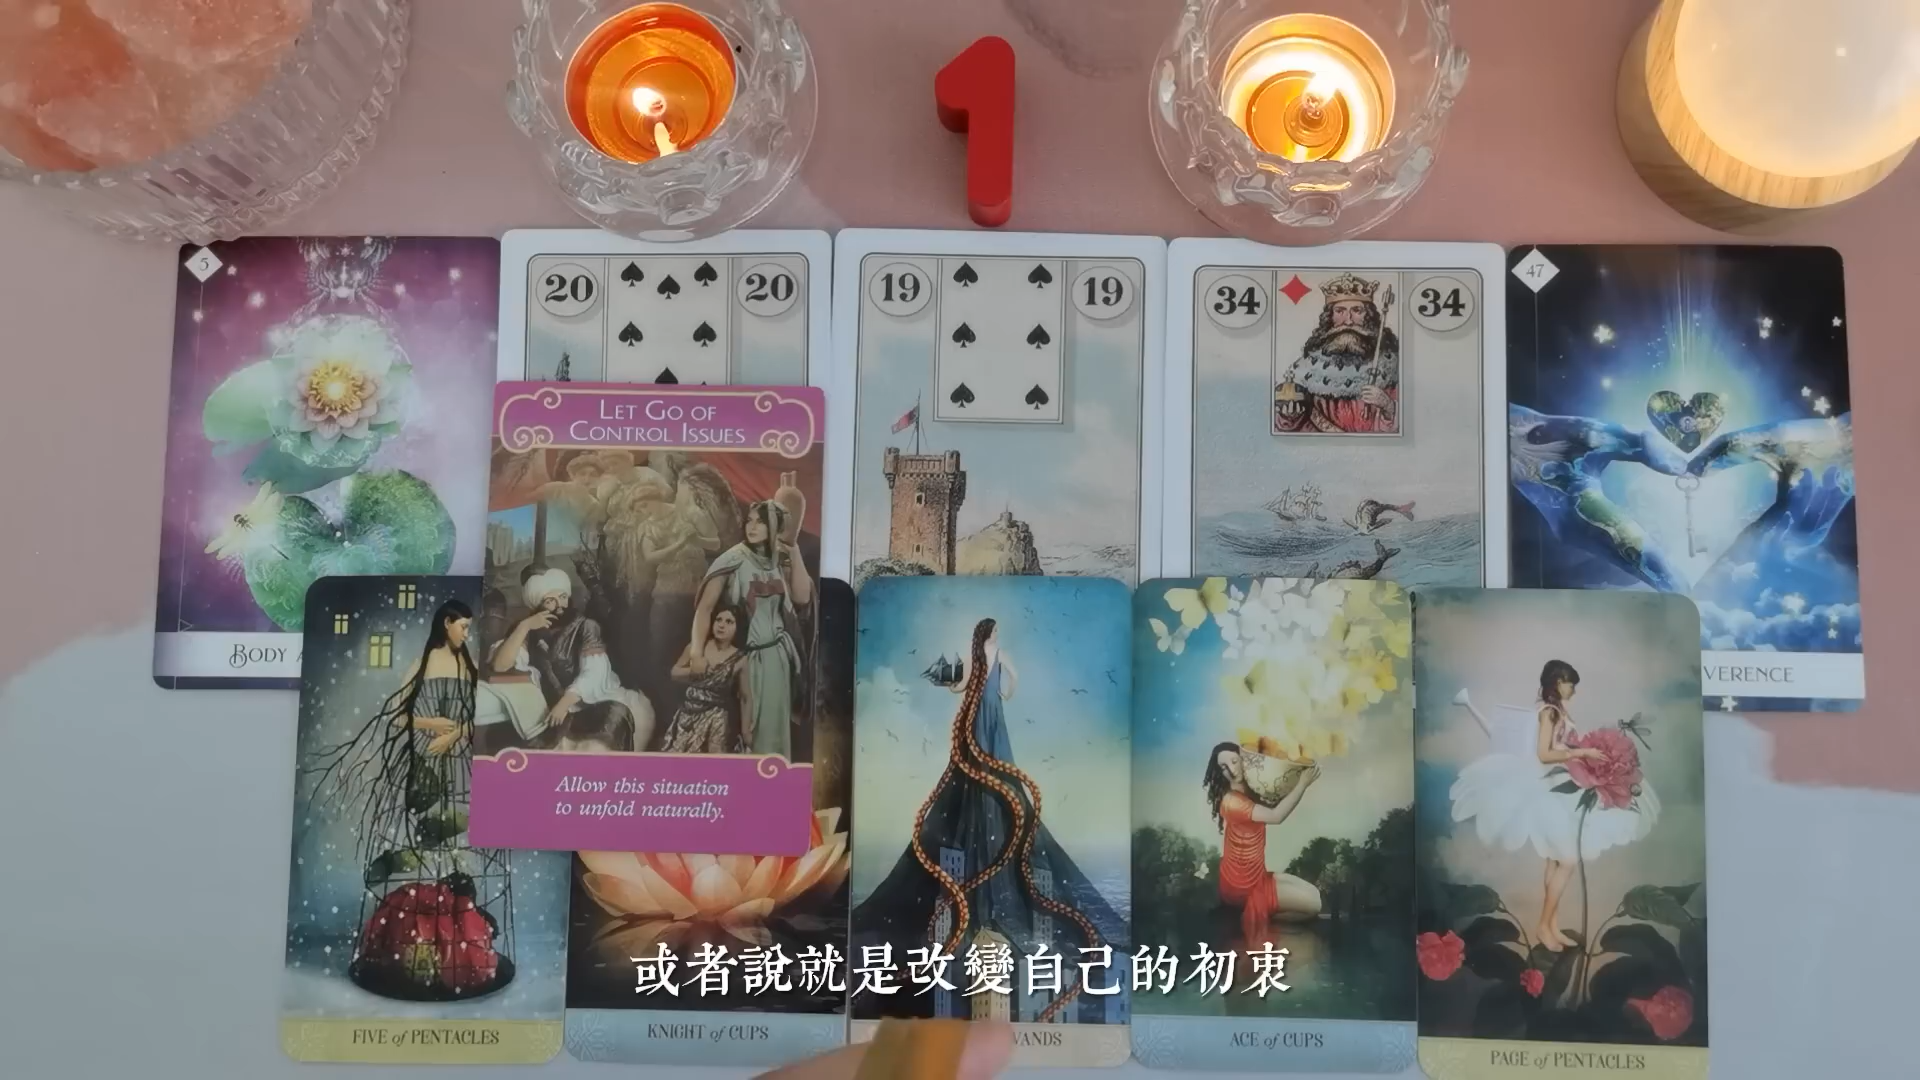 1
5
20
20
19
19
34
34
47
LET GO OF
CONTROL ISSUES
BODY
VERENCE
Allow this situation
to unfold naturally.
或者說就是改變自己的初衷
FIVE of PENTACLES
KNIGHT of CUPS
WANDS
ACE of CUPS
PAGE of PENTACLES